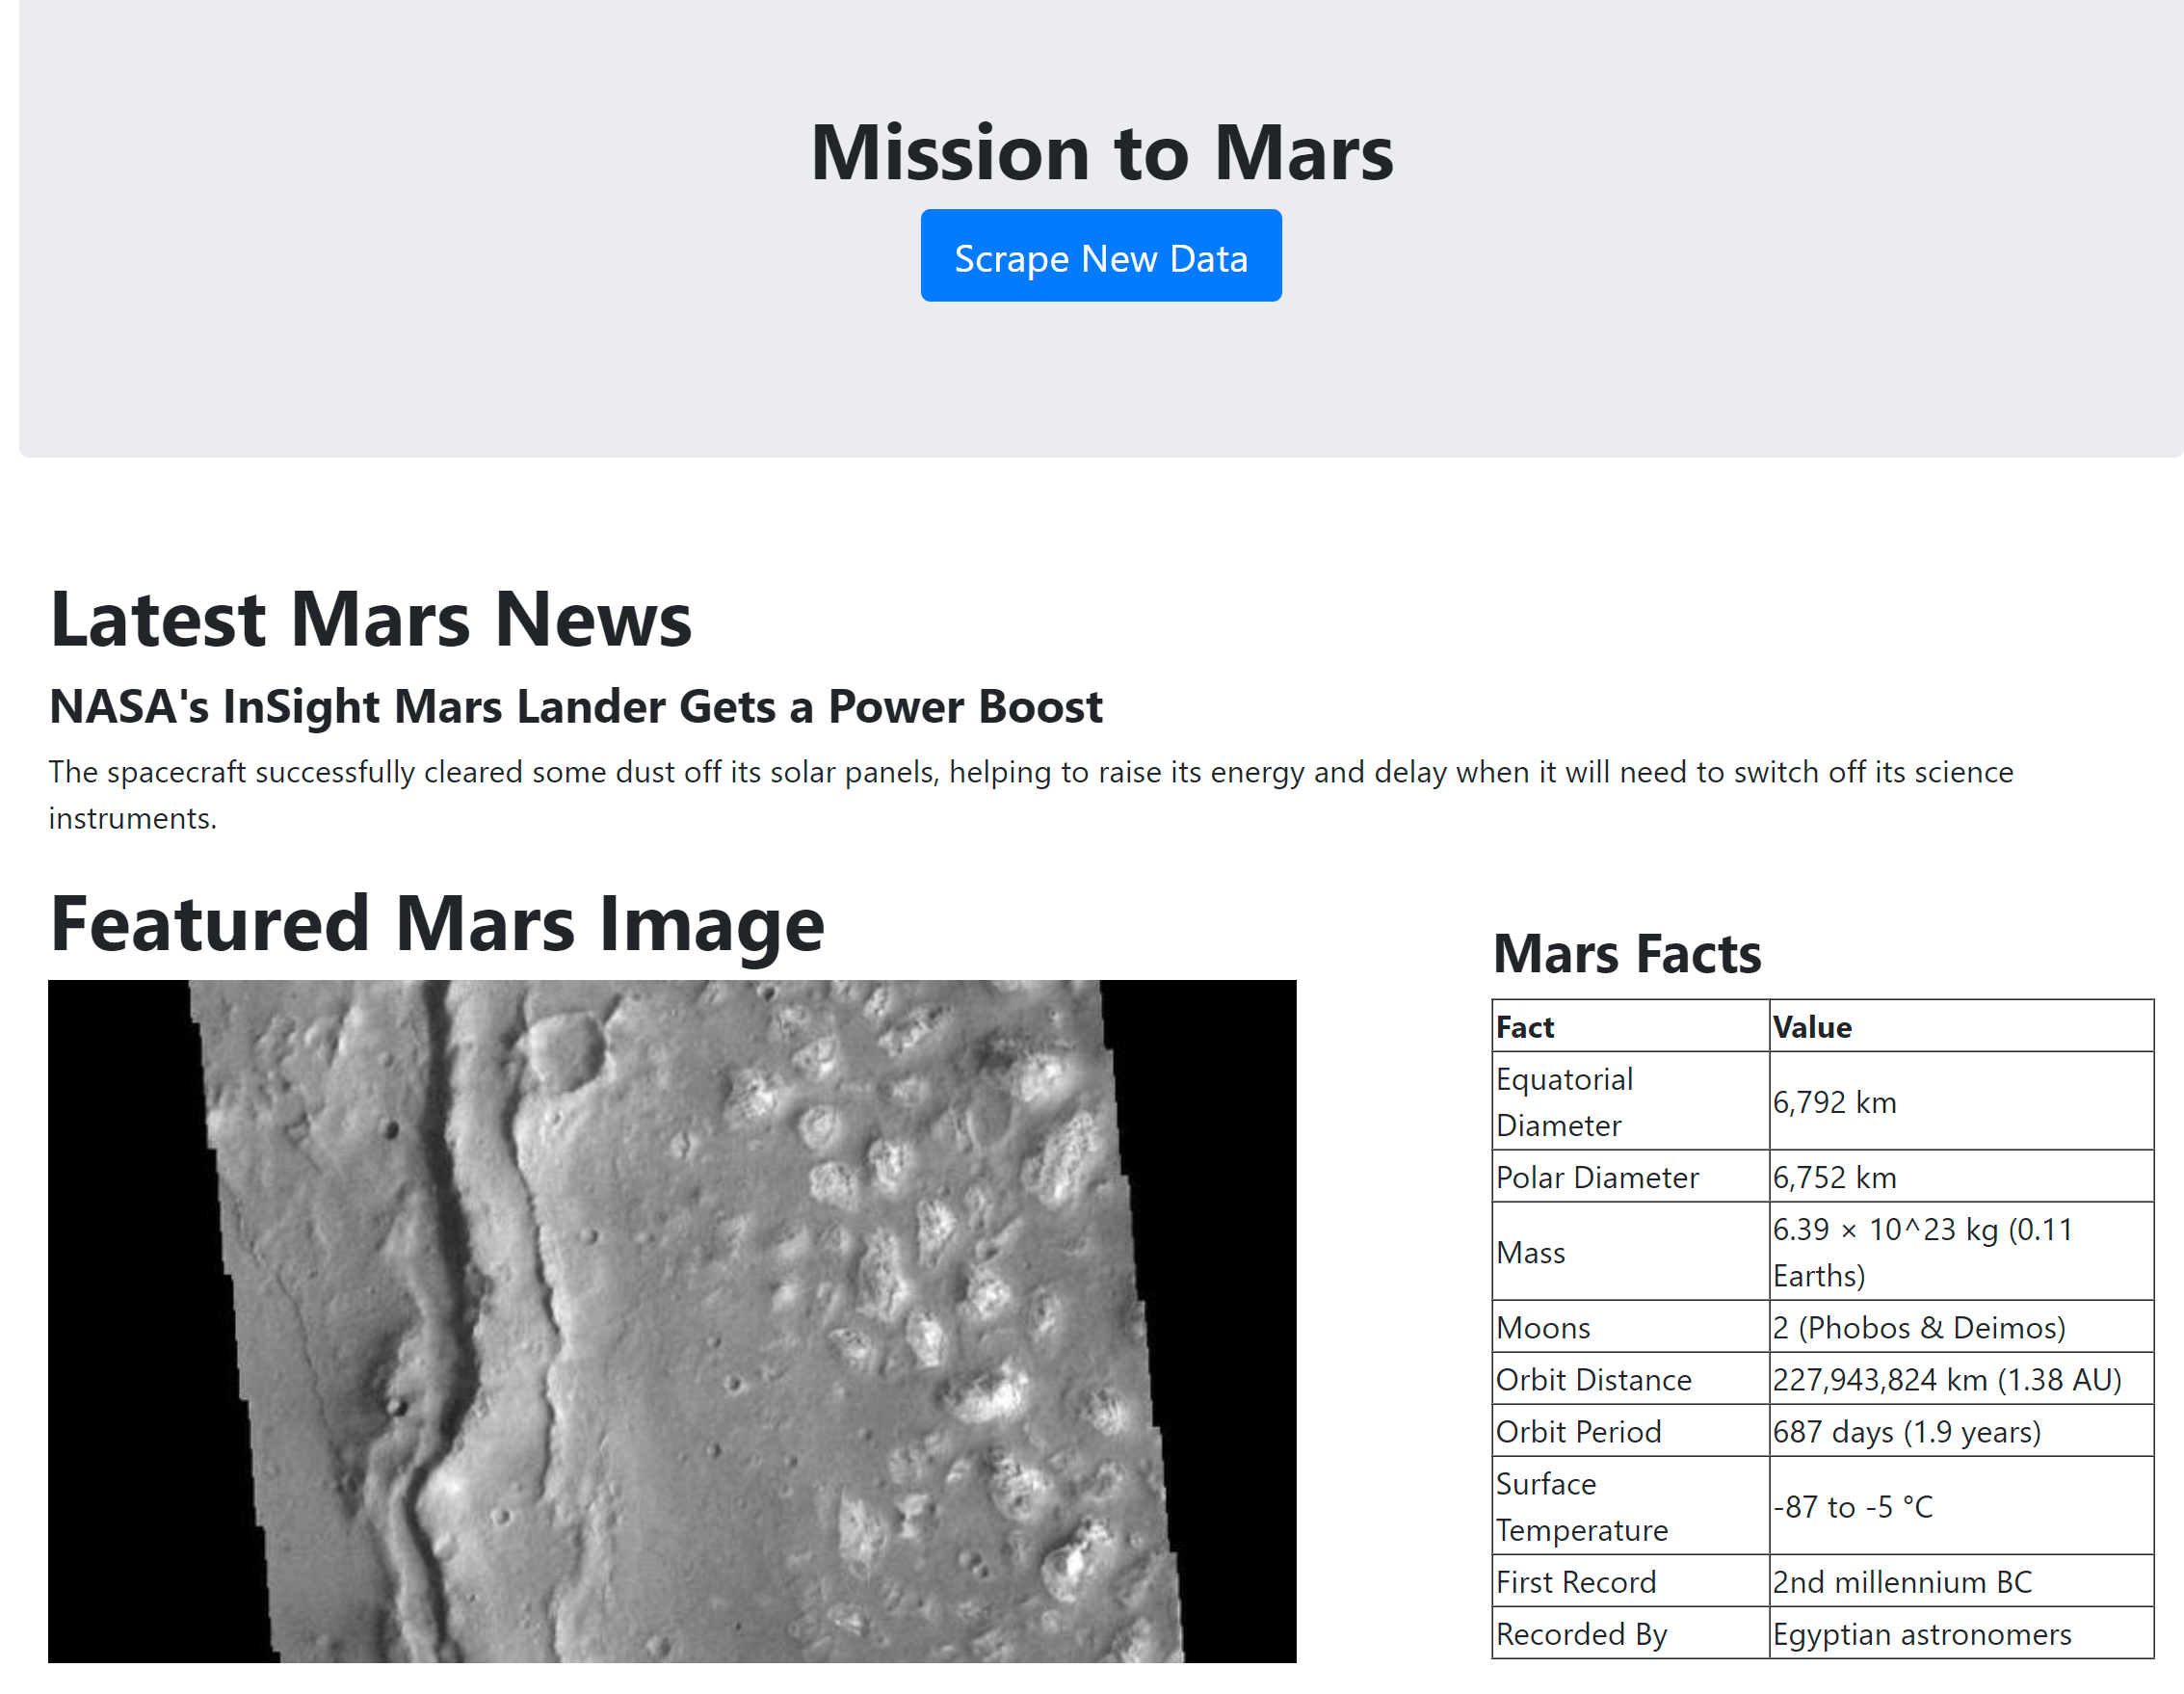 Mission to Mars
Scrape New Data
Latest Mars News
NASA's InSight Mars Lander Gets a Power Boost
The spacecraft successfully cleared some dust off its solar panels, helping to raise its energy and delay when it will need to switch off its science
instruments.
Featured Mars Image
Mars Facts
Fact Value
Equatorial
Diameter 6,792 km
Polar Diameter 6,752 km
Mass 6.39 × 10^23 kg (0.11
Earths)
Moons 2 (Phobos & Deimos)
Orbit Distance 227,943,824 km (1.38 AU)
Orbit Period 687 days (1.9 years)
Surface
Temperature -87 to -5 °C
First Record 2nd millennium BC
Recorded By Egyptian astronomers